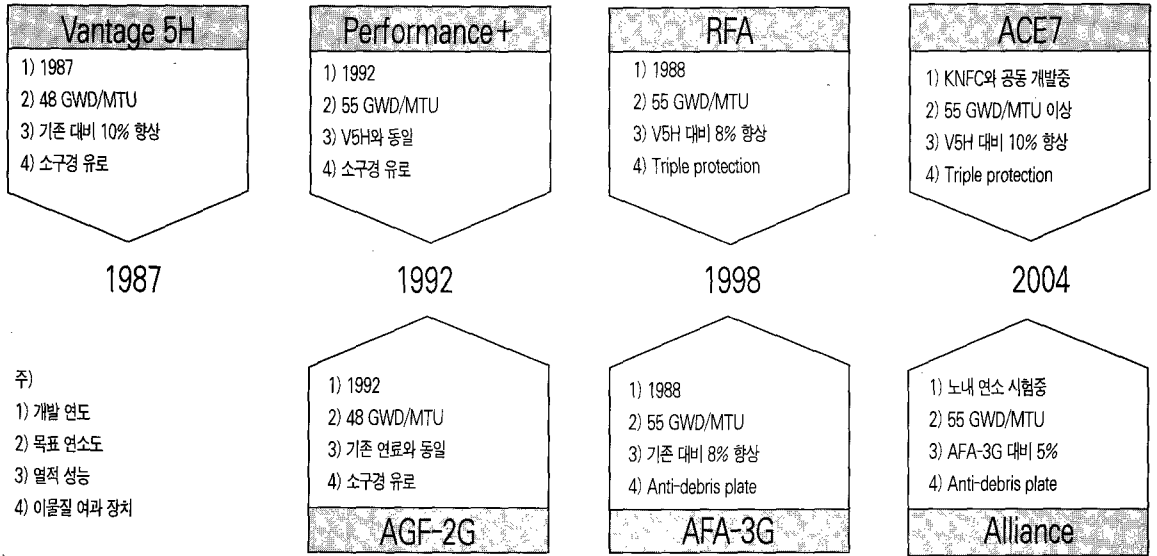 Vantage 5H
1) 1987
2) 48 GWD/MTU
3) 기존 대비 10% 향상
4) 소구경 유로
Performance+
1) 1992
2) 55 GWD/MTU
3) V5H와 동일
4) 소구경 유로
RFA
1) 1988
2) 55 GWD/MTU
3) V5H 대비 8% 향상
4) Triple protection
ACE7
1) KNFC와 공동 개발중
2) 55 GWD/MTU 이상
3) V5H 대비 10% 향상
4) Triple protection
1987
1992
1998
2004
주)
1) 개발 연도
2) 목표 연소도
3) 열적 성능
4) 이물질 여과 장치
1) 1992
2) 48 GWD/MTU
3) 기존 연료와 동일
4) 소구경 유로
AGF-2G
1) 1988
2) 55 GWD/MTU
3) 기존 대비 8% 향상
4) Anti-debris plate
AFA-3G
1) 노내 연소 시험중
2) 55 GWD/MTU
3) AFA-3G 대비 5%
4) Anti-debris plate
Alliance